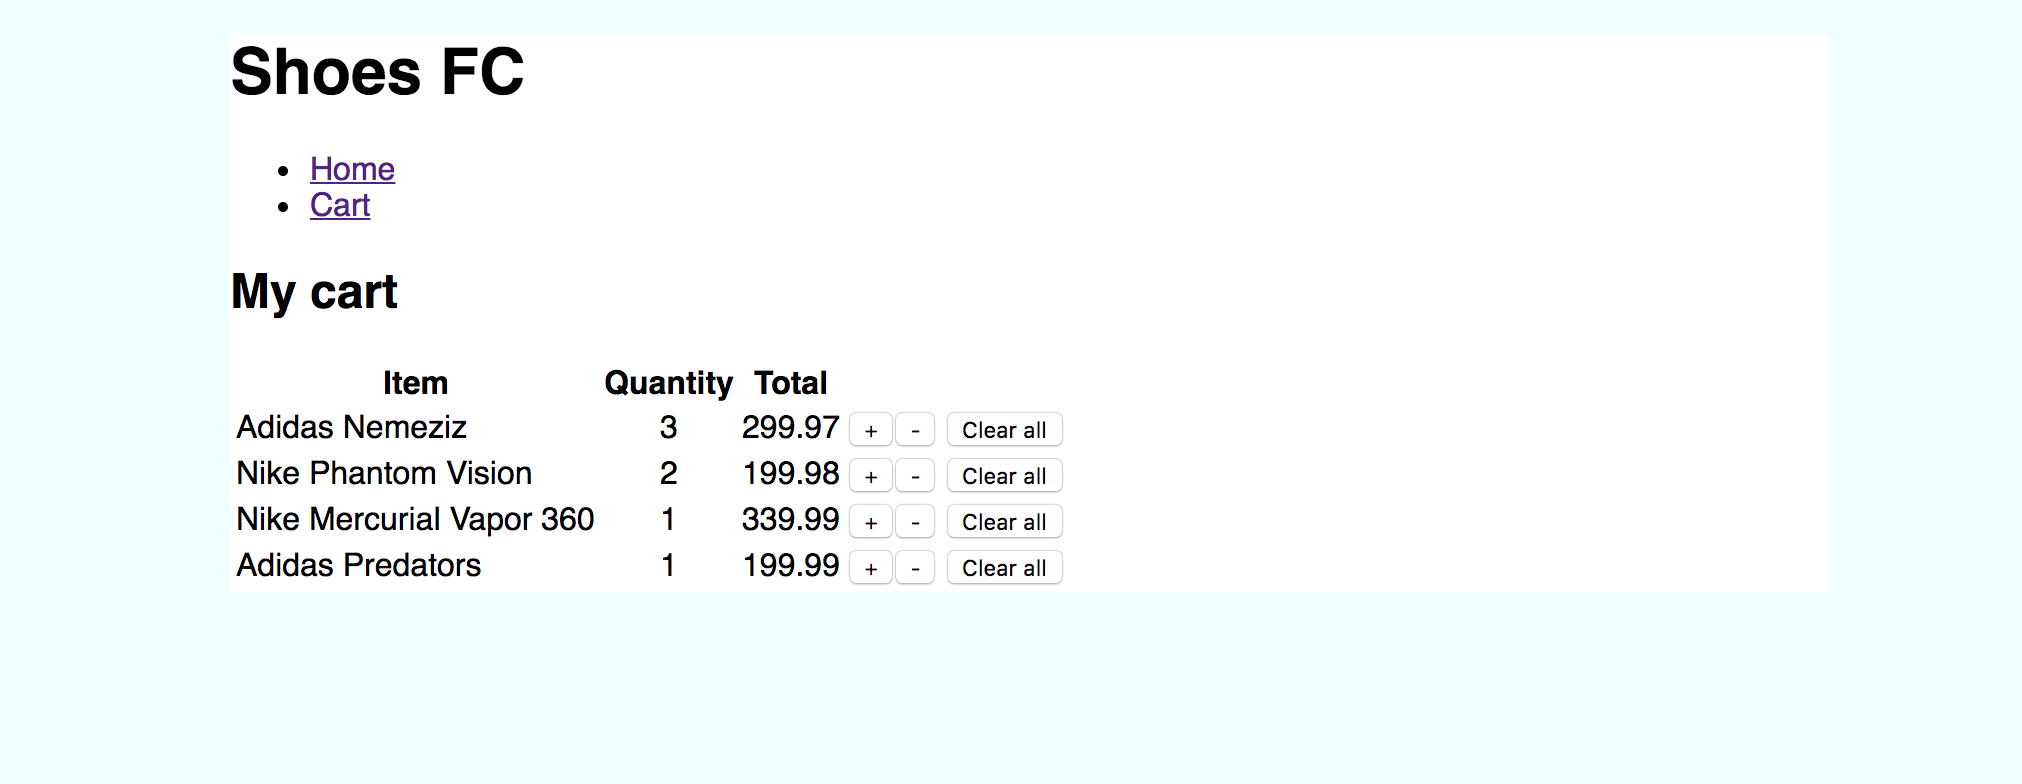 Shoes FC
Home
Cart
My cart
Item Quantity Total
Adidas Nemeziz 3 299.97 + - Clear all
Nike Phantom Vision 2 199.98 + - Clear all
Nike Mercurial Vapor 360 1 339.99 + - Clear all
Adidas Predators 1 199.99 + - Clear all